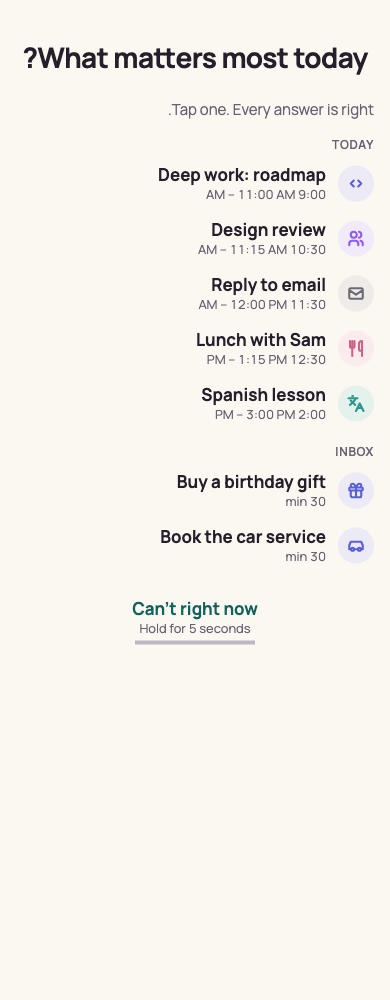 ?What matters most today
.Tap one. Every answer is right
TODAY
Deep work: roadmap
AM – 11:00 AM 9:00
Design review
AM – 11:15 AM 10:30
Reply to email
AM – 12:00 PM 11:30
Lunch with Sam
PM – 1:15 PM 12:30
Spanish lesson
PM – 3:00 PM 2:00
INBOX
Buy a birthday gift
min 30
Book the car service
min 30
Can't right now
Hold for 5 seconds